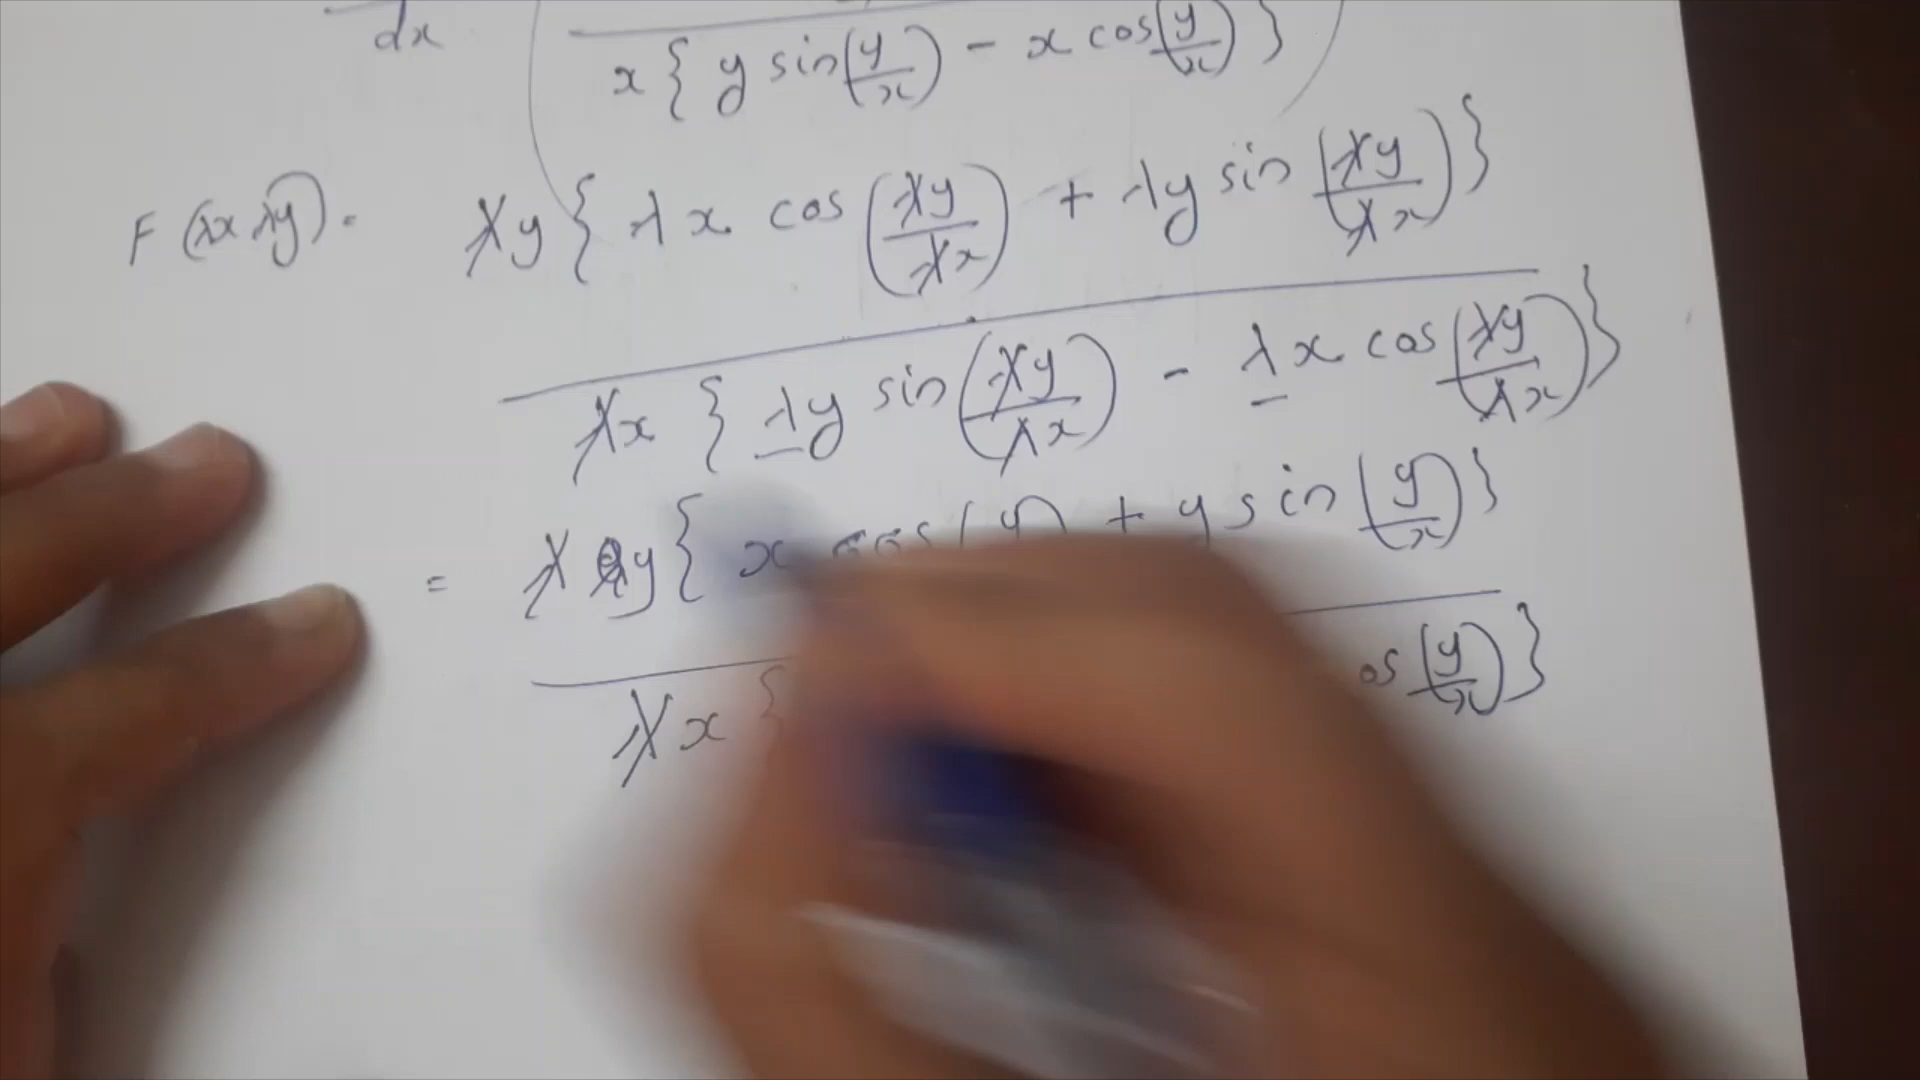 dx
x { y sin(y/x) - x cos(y/x) }
F (λx λy) = λy { λx cos (λy/λx) + λy sin (λy/λx) }
λx { λy sin (λy/λx) - λx cos (λy/λx) }
= λ y { x cos (y + y sin (y/x) }
λx { os (y/x) }